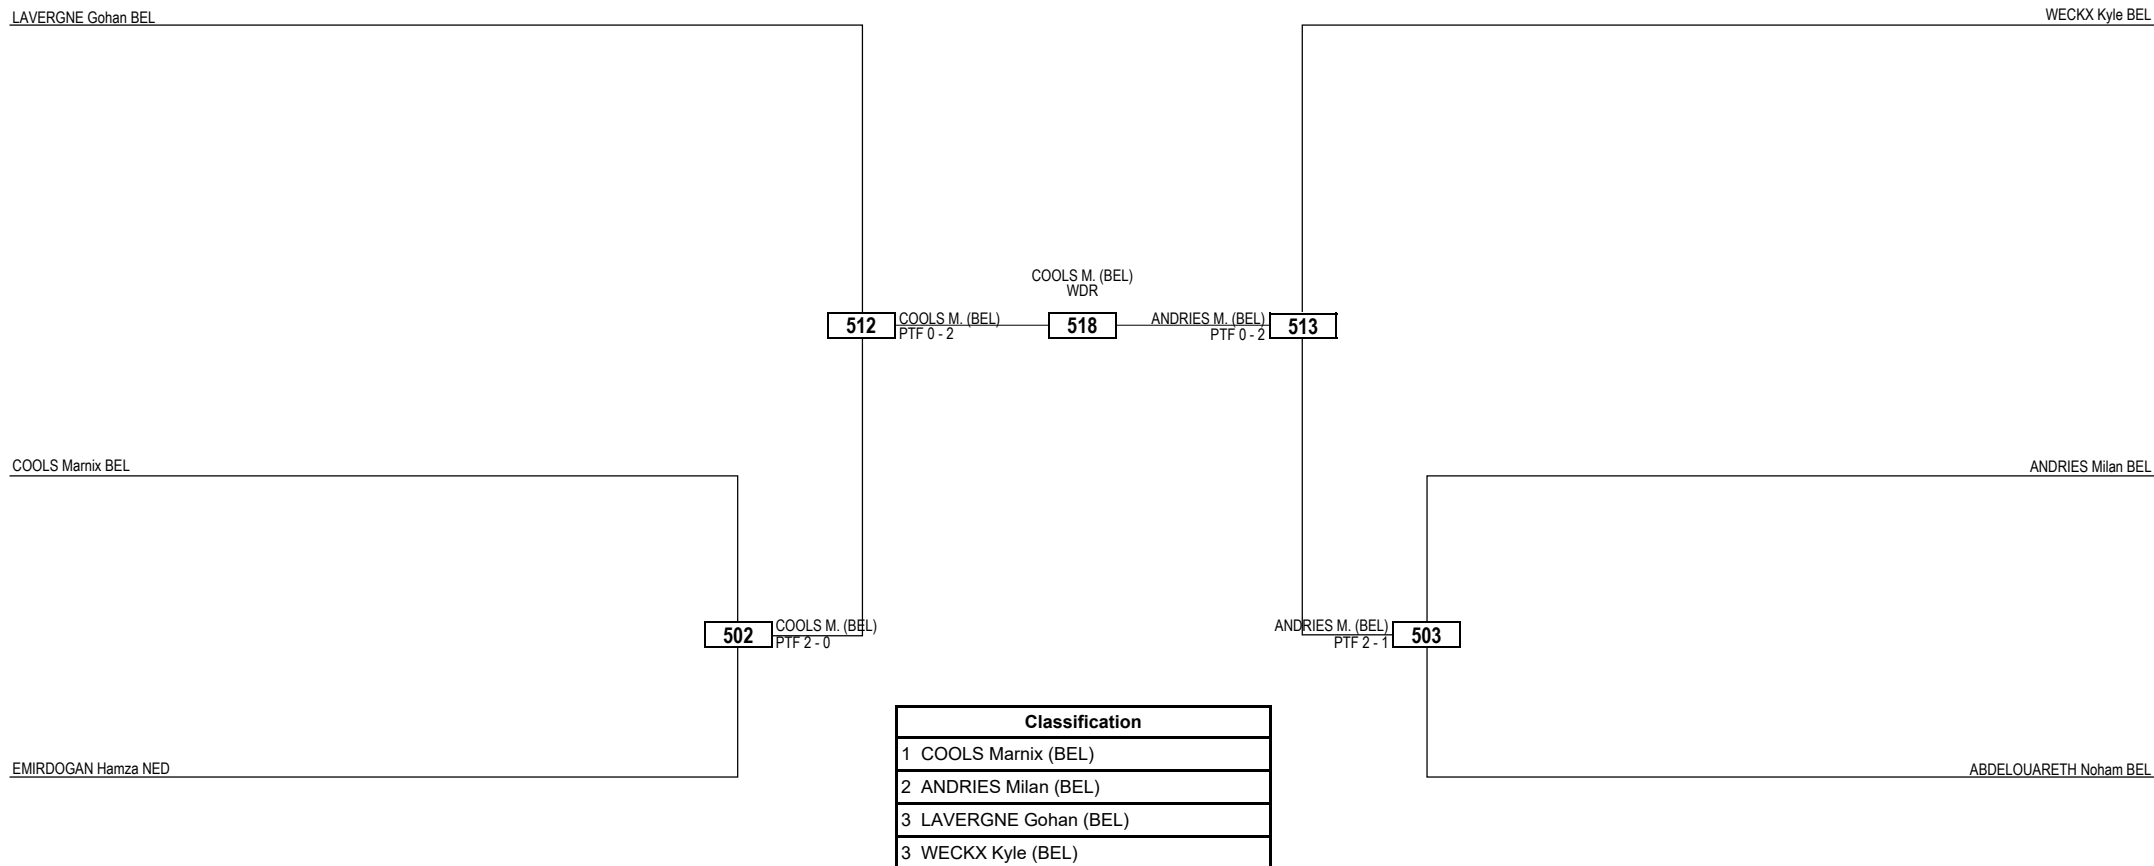 LAVERGNE Gohan BEL
WECKX Kyle BEL
COOLS M. (BEL)
WDR
512
COOLS M. (BEL)
PTF 0 - 2
518
ANDRIES M. (BEL)
PTF 0 - 2
513
COOLS Marnix BEL
ANDRIES Milan BEL
502
COOLS M. (BEL)
PTF 2 - 0
ANDRIES M. (BEL)
PTF 2 - 1
503
EMIRDOGAN Hamza NED
ABDELOUARETH Noham BEL
Classification
1 COOLS Marnix (BEL)
2 ANDRIES Milan (BEL)
3 LAVERGNE Gohan (BEL)
3 WECKX Kyle (BEL)